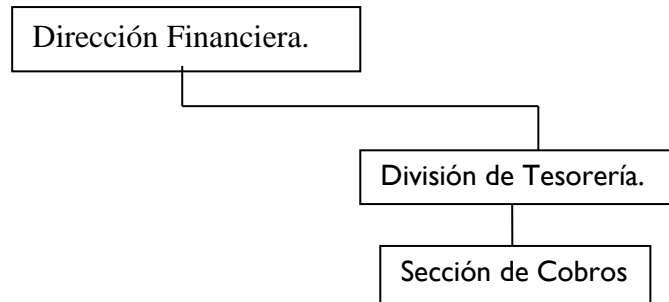 Dirección Financiera.
División de Tesorería.
Sección de Cobros